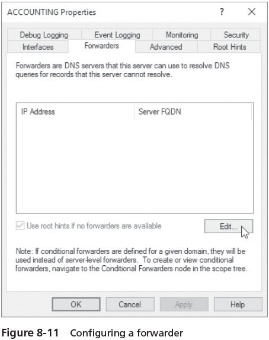 ACCOUNTING Properties ? ×
Debug Logging Event Logging Monitoring Security
Interfaces Forwarders Advanced Root Hints
Forwarders are DNS servers that this server can use to resolve DNS
queries for records that this server cannot resolve.
IP Address Server FQDN
Use root hints if no forwarders are available Edit...
Note: If conditional forwarders are defined for a given domain, they will be
used instead of server-level forwarders. To create or view conditional
forwarders, navigate to the Conditional Forwarders node in the scope tree.
OK Cancel Apply Help
Figure 8-11 Configuring a forwarder